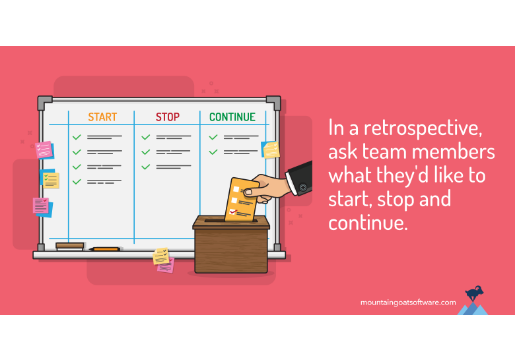 START STOP CONTINUE
In a retrospective,
ask team members
what they'd like to
start, stop and
continue.
mountaingoatsoftware.com